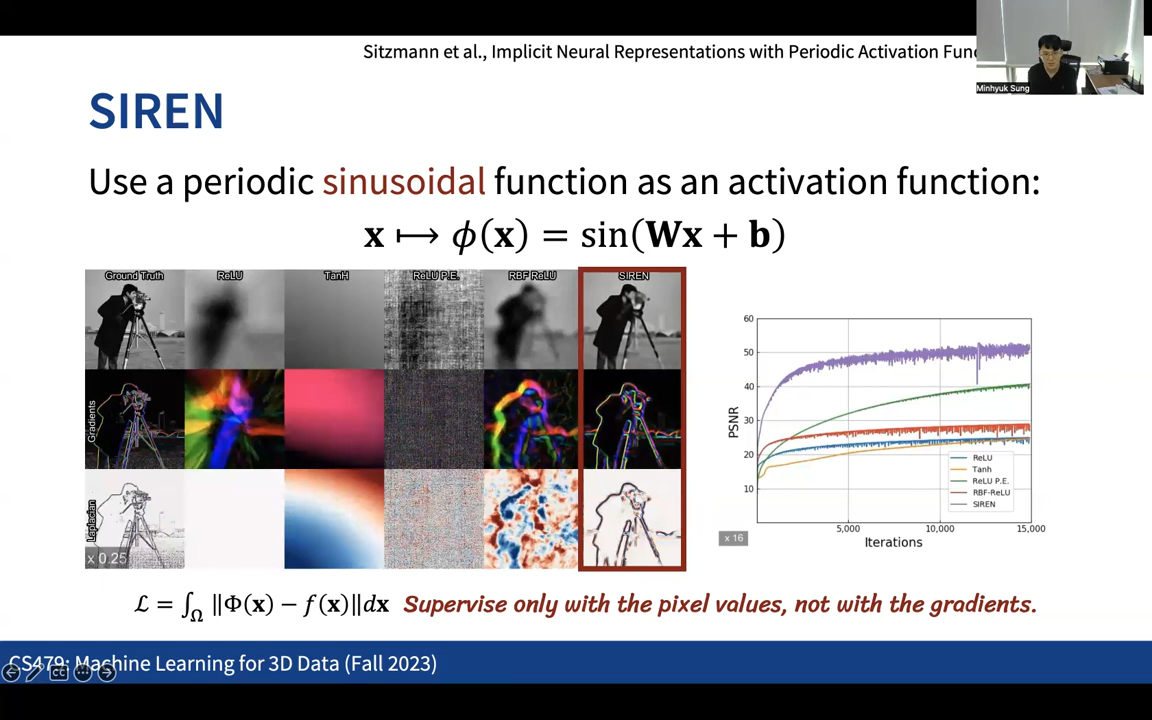 Sitzmann et al., Implicit Neural Representations with Periodic Activation
Minhyuk Sung
SIREN
Use a periodic sinusoidal function as an activation function:
𝐱 ⟼ 𝜙(𝐱) = sin(𝐖𝐱 + 𝐛)
Ground Truth ReLU TanH ReLU P.E. RBF ReLU SIREN
Gradients
Laplacian
x 0.25
60
50
40
30
20
10
PSNR
ReLU
Tanh
ReLU P.E.
RBF-ReLU
SIREN
5,000 10,000 15,000
Iterations
x 16
ℒ = ∫Ω ‖Φ(𝐱) − 𝑓(𝐱)‖𝑑𝐱 Supervise only with the pixel values, not with the gradients.
CS479: Machine Learning for 3D Data (Fall 2023)
CC